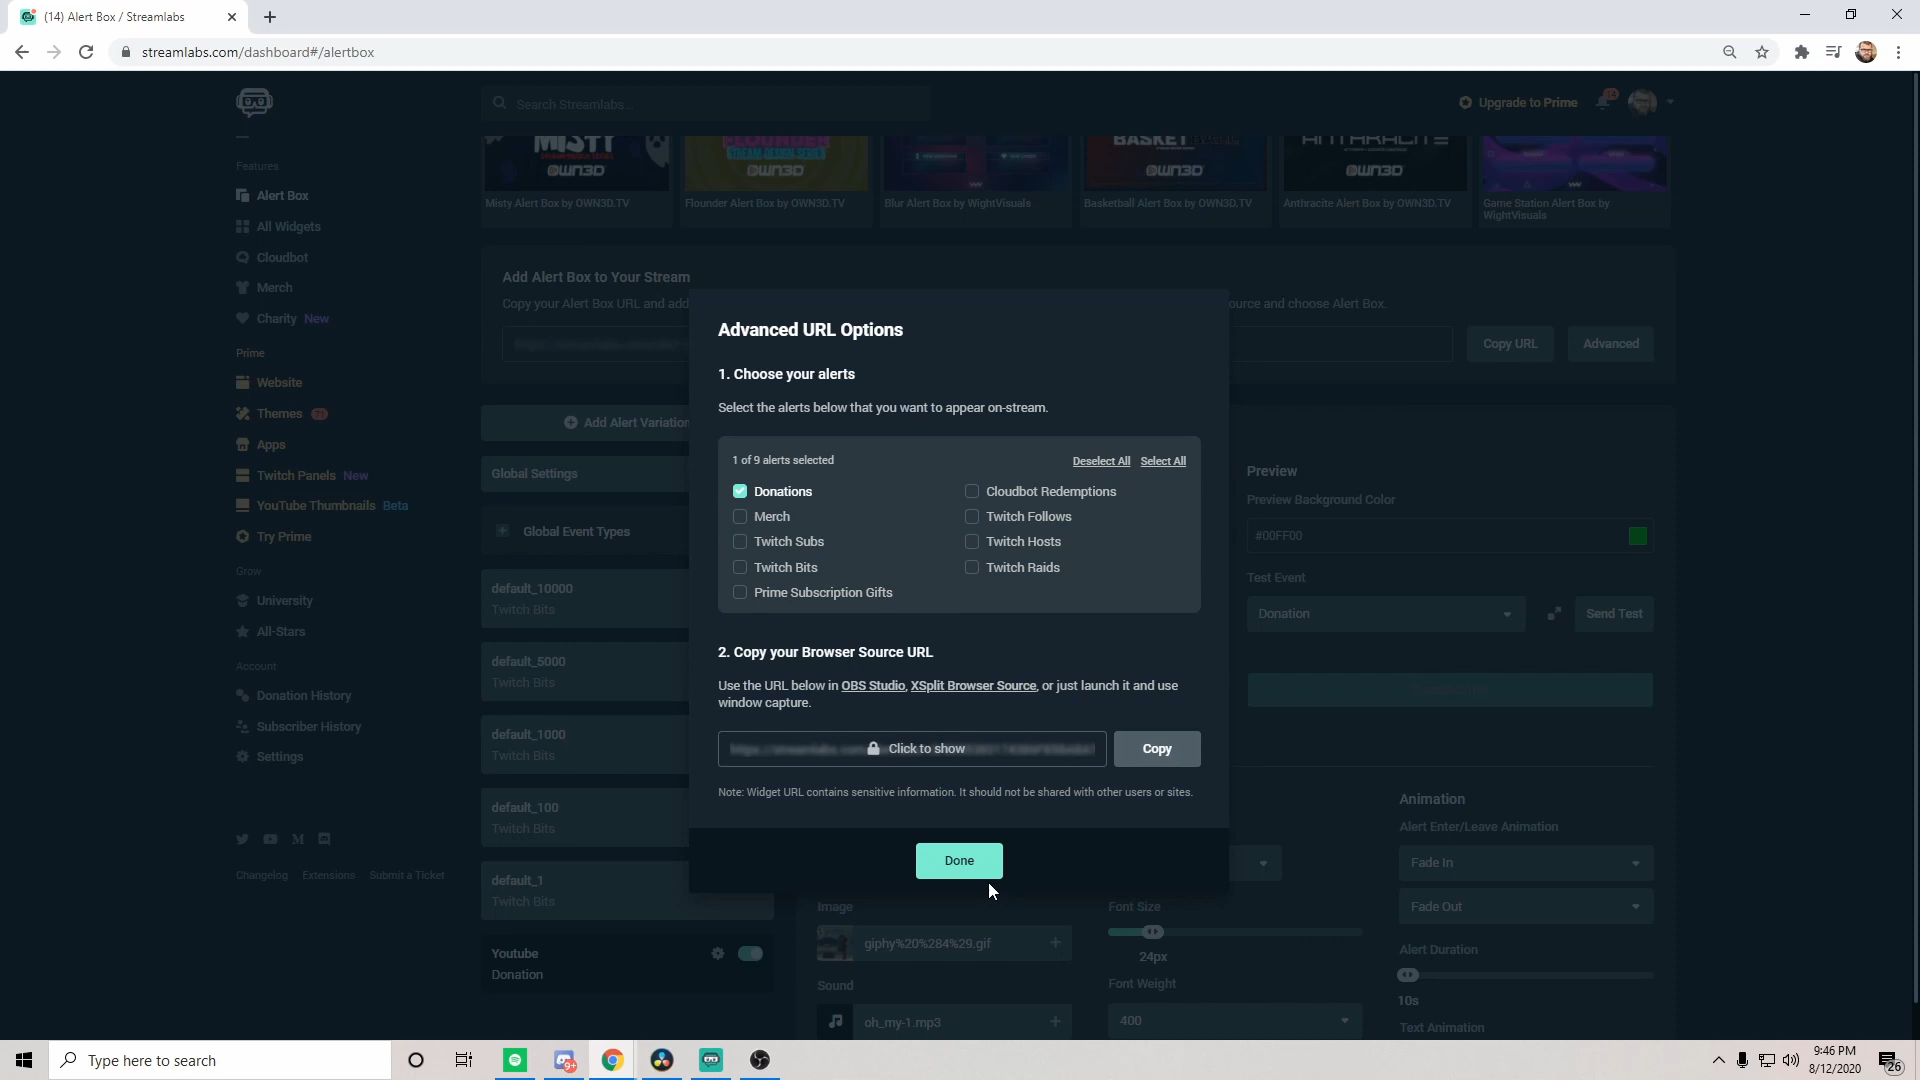 (14) Alert Box / Streamlabs
streamlabs.com/dashboard#/alertbox
Search Streamlabs...
Upgrade to Prime
14
Features
Alert Box
All Widgets
Cloudbot
Merch
Charity New
Prime
Website
Themes
Apps
Twitch Panels New
YouTube Thumbnails Beta
Try Prime
Grow
University
All-Stars
Account
Donation History
Subscriber History
Settings
Changelog Extensions Submit a Ticket
MISTY
OWN3D
Misty Alert Box by OWN3D.TV
FLOUNDER
STREAM DESIGN SERIES
OWN3D
Flounder Alert Box by OWN3D.TV
Blur Alert Box by WightVisuals
BASKET
OWN3D
Basketball Alert Box by OWN3D.TV
ANTHRACITE
OWN3D
Anthracite Alert Box by OWN3D.TV
Game Station Alert Box by
WightVisuals
Add Alert Box to Your Stream
Copy your Alert Box URL and add
ource and choose Alert Box.
Copy URL
Advanced
Add Alert Variation
Global Settings
Global Event Types
default_10000
Twitch Bits
default_5000
Twitch Bits
default_1000
Twitch Bits
default_100
Twitch Bits
default_1
Twitch Bits
Youtube
Donation
Advanced URL Options
1. Choose your alerts
Select the alerts below that you want to appear on-stream.
1 of 9 alerts selected
Deselect All Select All
Donations
Cloudbot Redemptions
Merch
Twitch Follows
Twitch Subs
Twitch Hosts
Twitch Bits
Twitch Raids
Prime Subscription Gifts
2. Copy your Browser Source URL
Use the URL below in OBS Studio, XSplit Browser Source, or just launch it and use
window capture.
Click to show
Copy
Note: Widget URL contains sensitive information. It should not be shared with other users or sites.
Done
Preview
Preview Background Color
#00FF00
Test Event
Donation
Send Test
Image
giphy%20%284%29.gif
Sound
oh_my-1.mp3
Font Size
24px
Font Weight
400
Animation
Alert Enter/Leave Animation
Fade In
Fade Out
Alert Duration
10s
Text Animation
Type here to search
9+
9:46 PM
8/12/2020
26